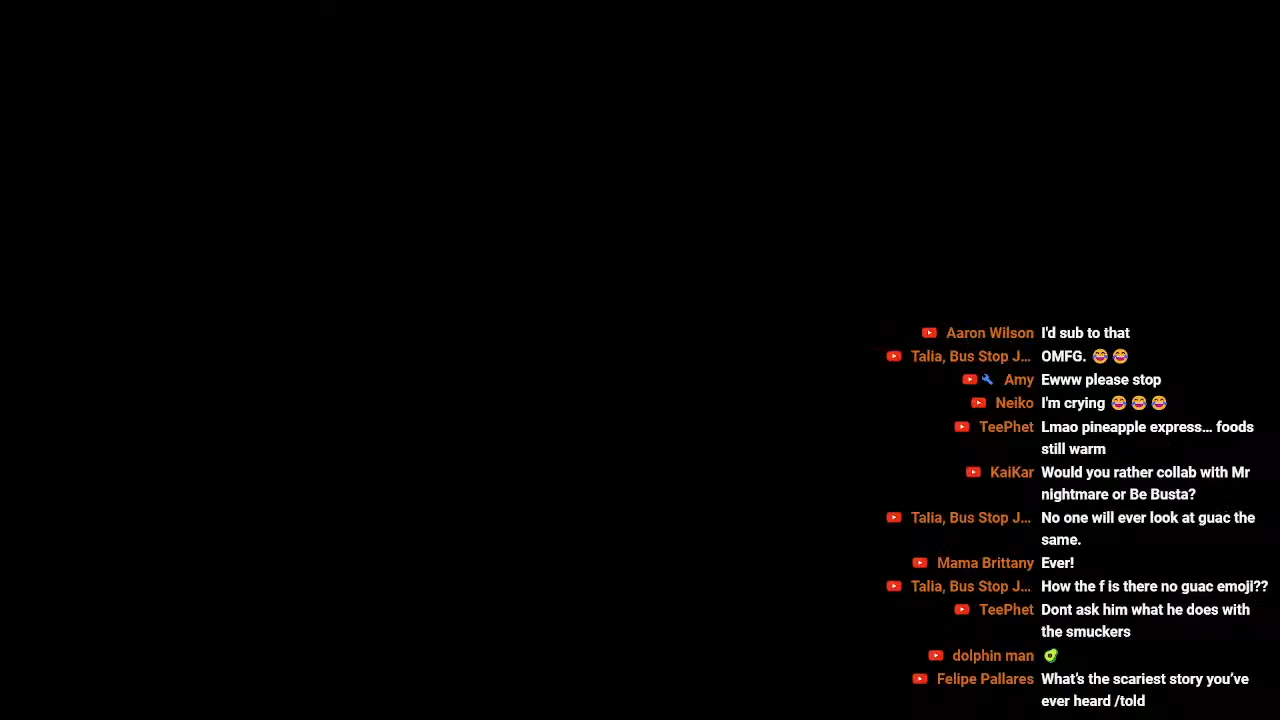 Aaron Wilson I'd sub to that
Talia, Bus Stop J... OMFG. 😂 😂
Amy Ewww please stop
Neiko I'm crying 😂 😂 😂
TeePhet Lmao pineapple express... foods
still warm
KaiKar Would you rather collab with Mr
nightmare or Be Busta?
Talia, Bus Stop J... No one will ever look at guac the
same.
Mama Brittany Ever!
Talia, Bus Stop J... How the f is there no guac emoji??
TeePhet Dont ask him what he does with
the smuckers
dolphin man 🥑
Felipe Pallares What's the scariest story you've
ever heard /told